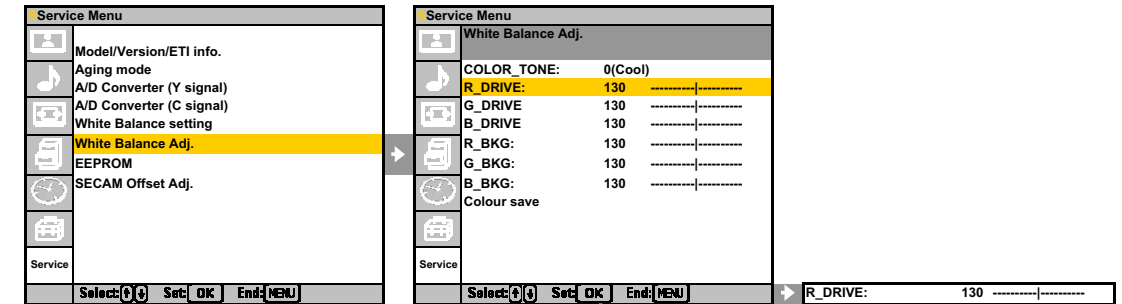 Service Menu
Model/Version/ETI info.
Aging mode
A/D Converter (Y signal)
A/D Converter (C signal)
White Balance setting
White Balance Adj.
EEPROM
SECAM Offset Adj.
Service
Select: Set: OK End: MENU
Service Menu
White Balance Adj.
COLOR_TONE: 0(Cool)
R_DRIVE: 130 ----------|----------
G_DRIVE 130 ----------|----------
B_DRIVE 130 ----------|----------
R_BKG: 130 ----------|----------
G_BKG: 130 ----------|----------
B_BKG: 130 ----------|----------
Colour save
Service
Select: Set: OK End: MENU
R_DRIVE: 130 ----------|----------